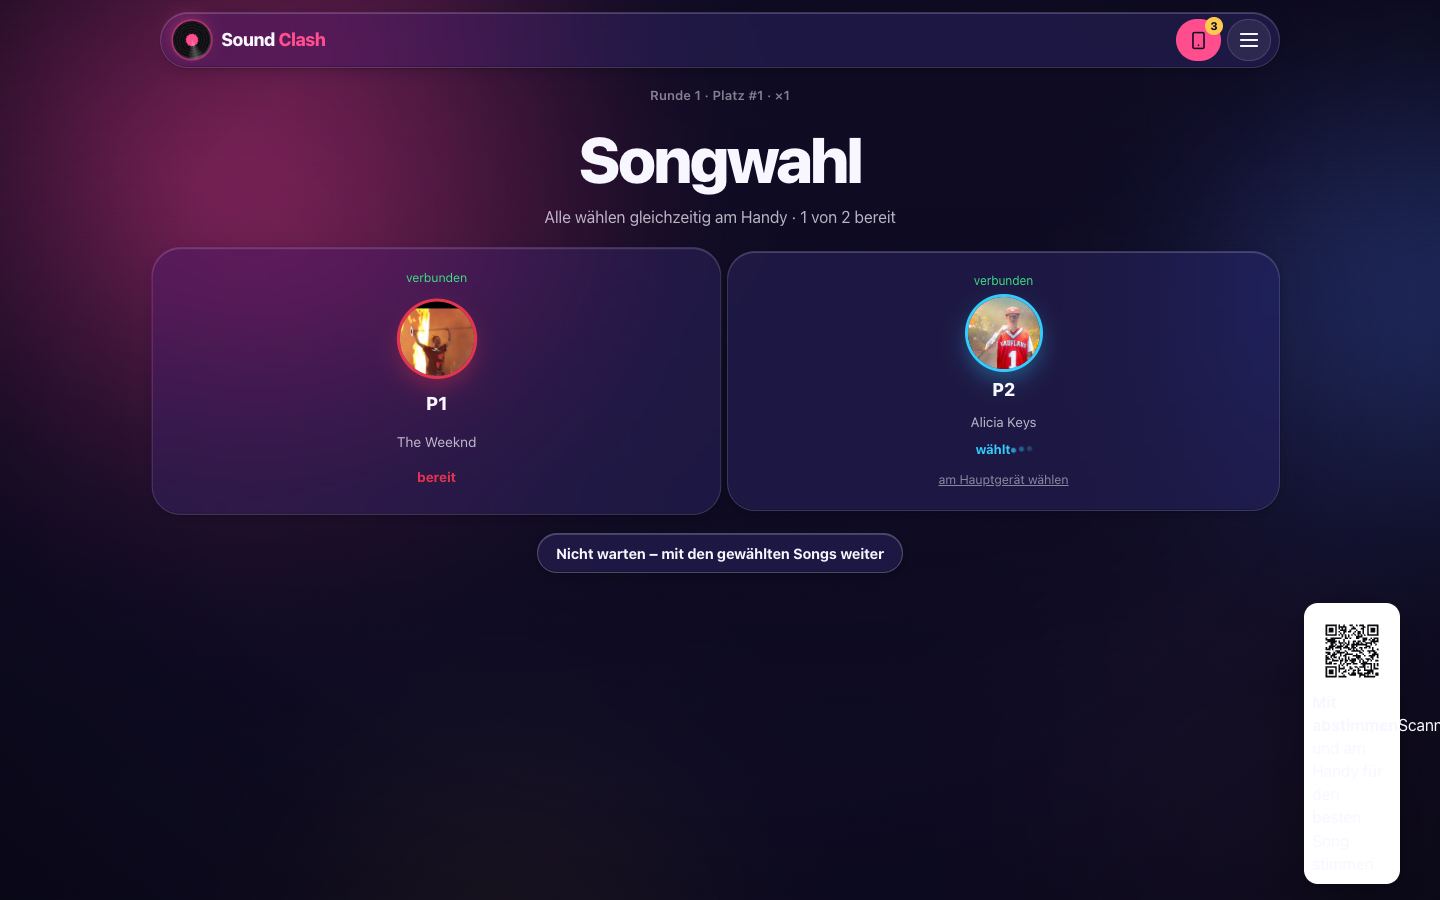 Sound Clash
3
Runde 1 · Platz #1 · ×1
Songwahl
Alle wählen gleichzeitig am Handy · 1 von 2 bereit
verbunden
P1
The Weeknd
bereit
verbunden
P2
Alicia Keys
wählt
am Hauptgerät wählen
Nicht warten – mit den gewählten Songs weiter
Mit
abstimmenScann
und am
Handy für
den
besten
Song
stimmen